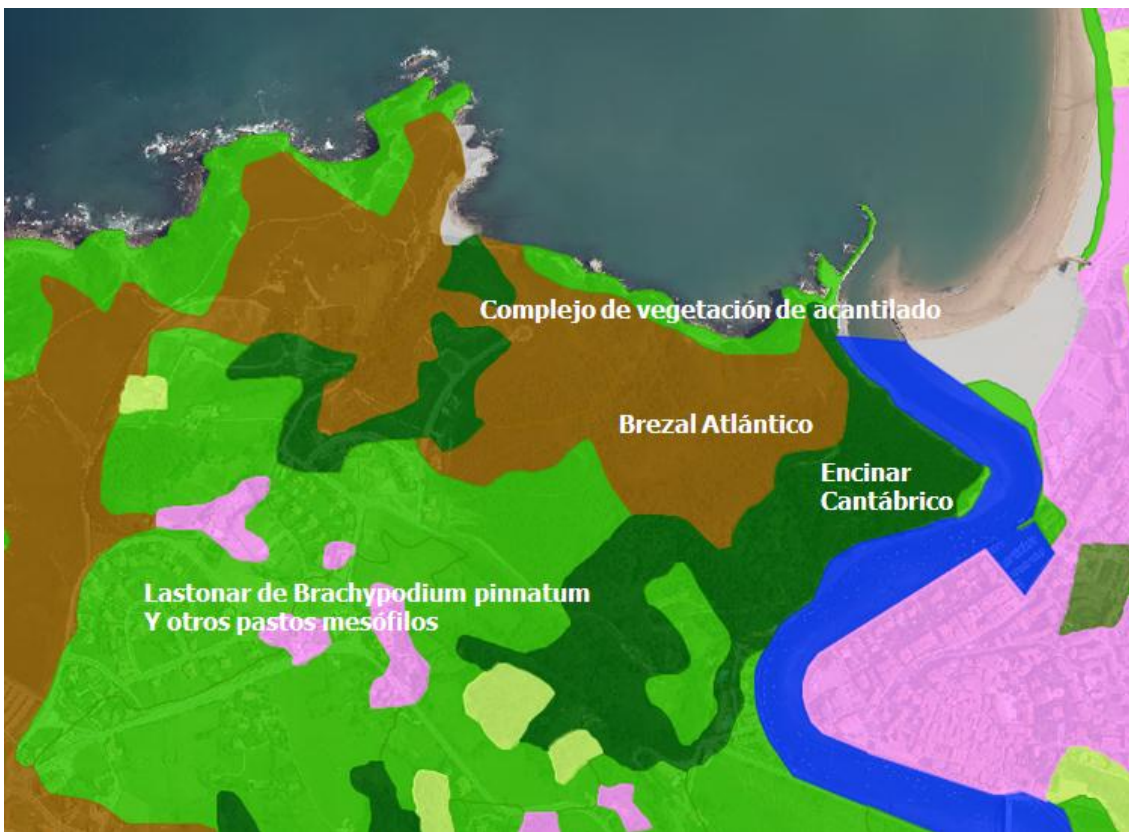 Complejo de vegetación de acantilado
Brezal Atlántico
Encinar
Cantábrico
Lastonar de Brachypodium pinnatum
Y otros pastos mesófilos